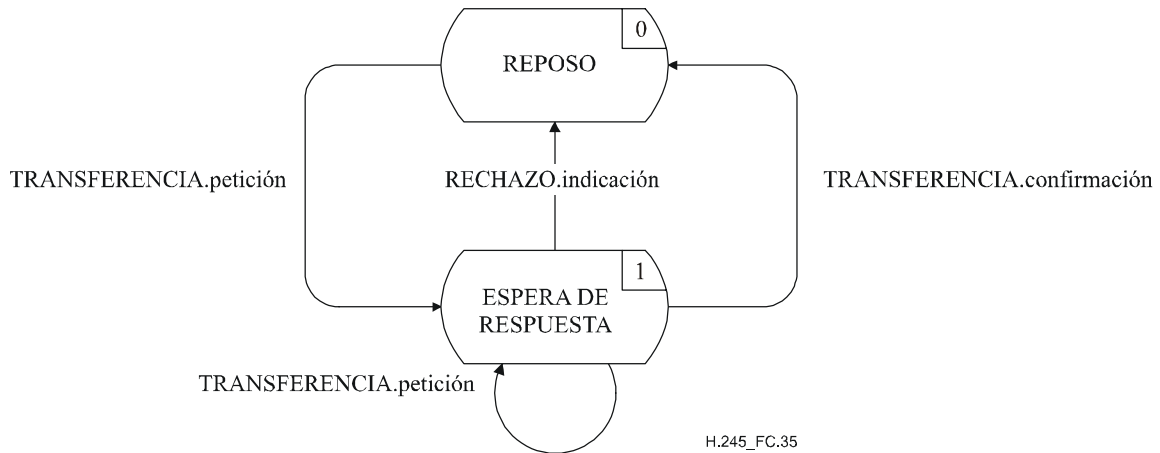 0
REPOSO
TRANSFERENCIA.petición
RECHAZO.indicación
TRANSFERENCIA.confirmación
1
ESPERA DE
RESPUESTA
TRANSFERENCIA.petición
H.245_FC.35